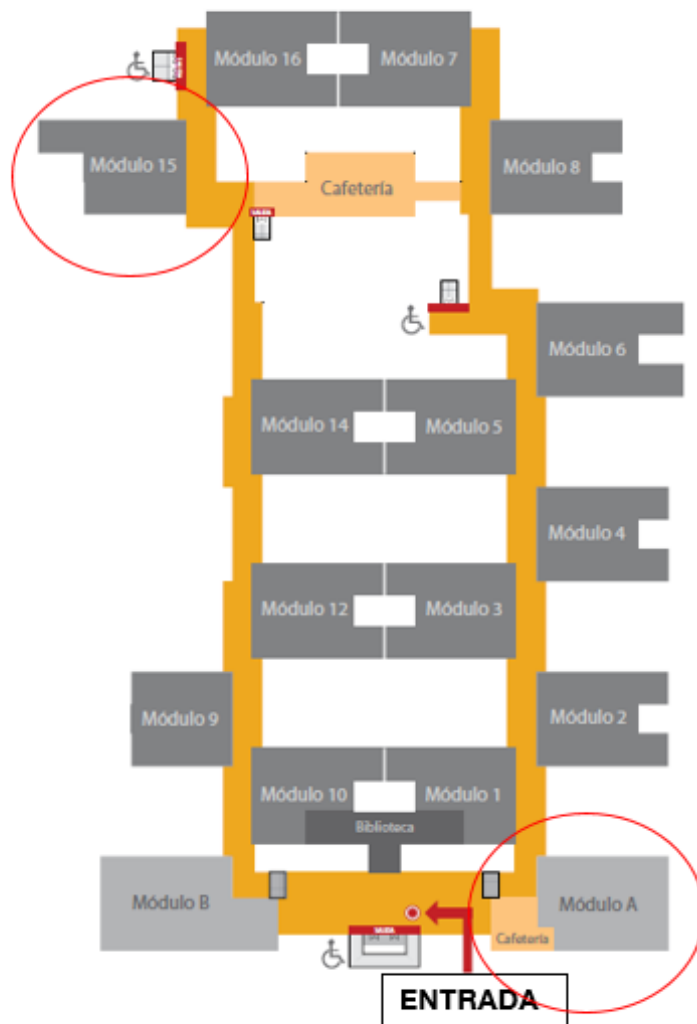 Módulo 16
Módulo 7
Módulo 15
Módulo 8
Cafetería
SALIDA
Módulo 6
Módulo 14
Módulo 5
Módulo 4
Módulo 12
Módulo 3
Módulo 9
Módulo 2
Módulo 10
Módulo 1
Biblioteca
Módulo B
Módulo A
SALIDA
Cafetería
ENTRADA